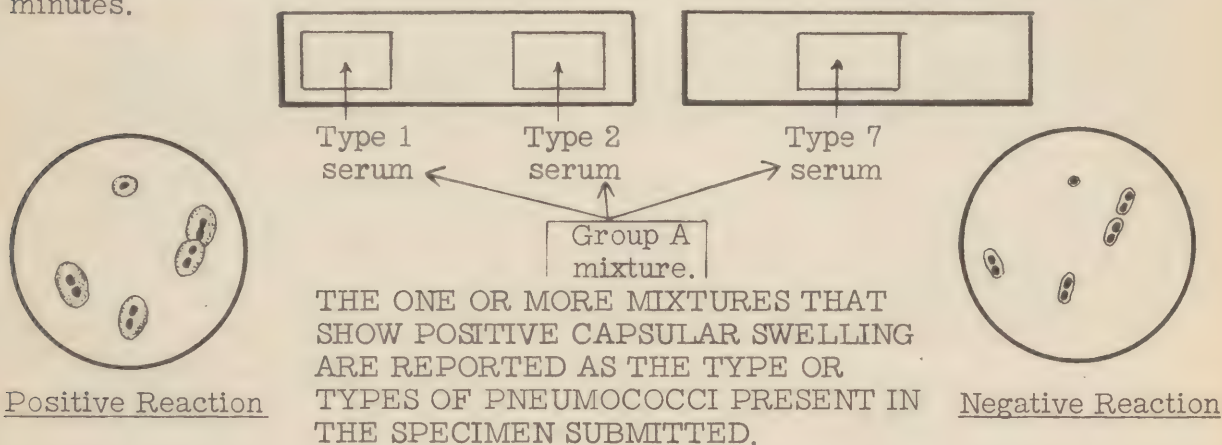 minutes.
Type 1 Type 2 Type 7
serum serum serum
Group A
mixture.
THE ONE OR MORE MIXTURES THAT
SHOW POSITIVE CAPSULAR SWELLING
ARE REPORTED AS THE TYPE OR
TYPES OF PNEUMOCOCCI PRESENT IN
THE SPECIMEN SUBMITTED.
Positive Reaction
Negative Reaction